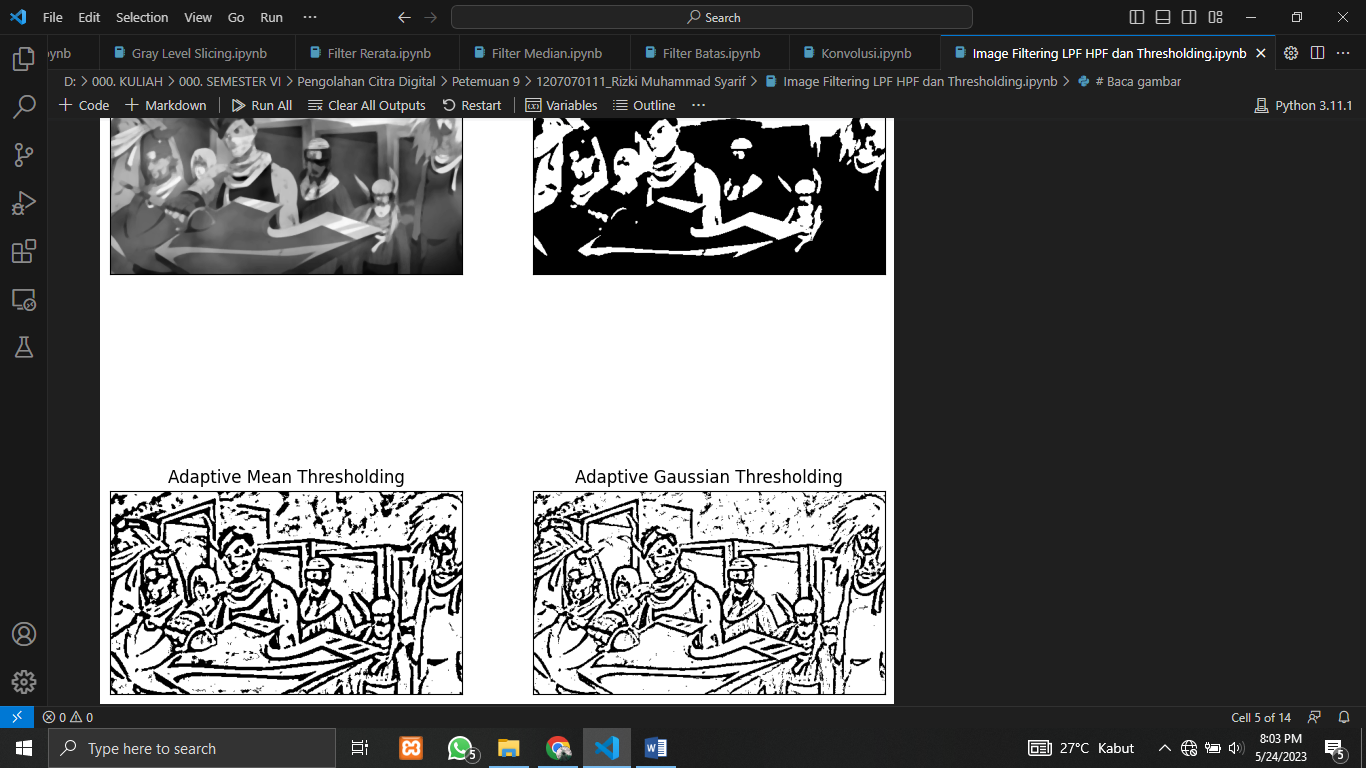 File Edit Selection View Go Run ··· Search
ynb Gray Level Slicing.ipynb Filter Rerata.ipynb Filter Median.ipynb Filter Batas.ipynb Konvolusi.ipynb Image Filtering LPF HPF dan Thresholding.ipynb
D: > 000. KULIAH > 000. SEMESTER VI > Pengolahan Citra Digital > Petemuan 9 > 1207070111_Rizki Muhammad Syarif > Image Filtering LPF HPF dan Thresholding.ipynb > # Baca gambar
+ Code + Markdown Run All Clear All Outputs Restart Variables Outline ··· Python 3.11.1
Adaptive Mean Thresholding Adaptive Gaussian Thresholding
0 0 Cell 5 of 14
Type here to search 5 27°C Kabut 8:03 PM
5/24/2023 5